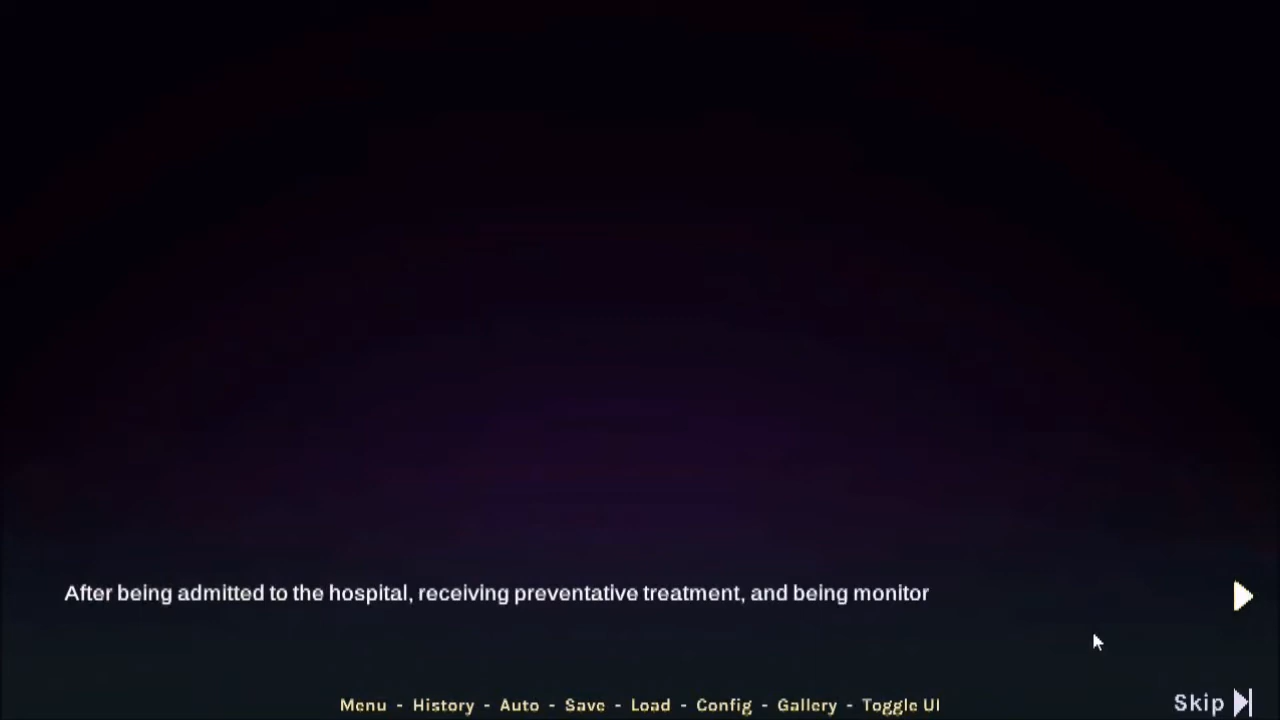 After being admitted to the hospital, receiving preventative treatment, and being monitor
Menu - History - Auto - Save - Load - Config - Gallery - Toggle UI
Skip